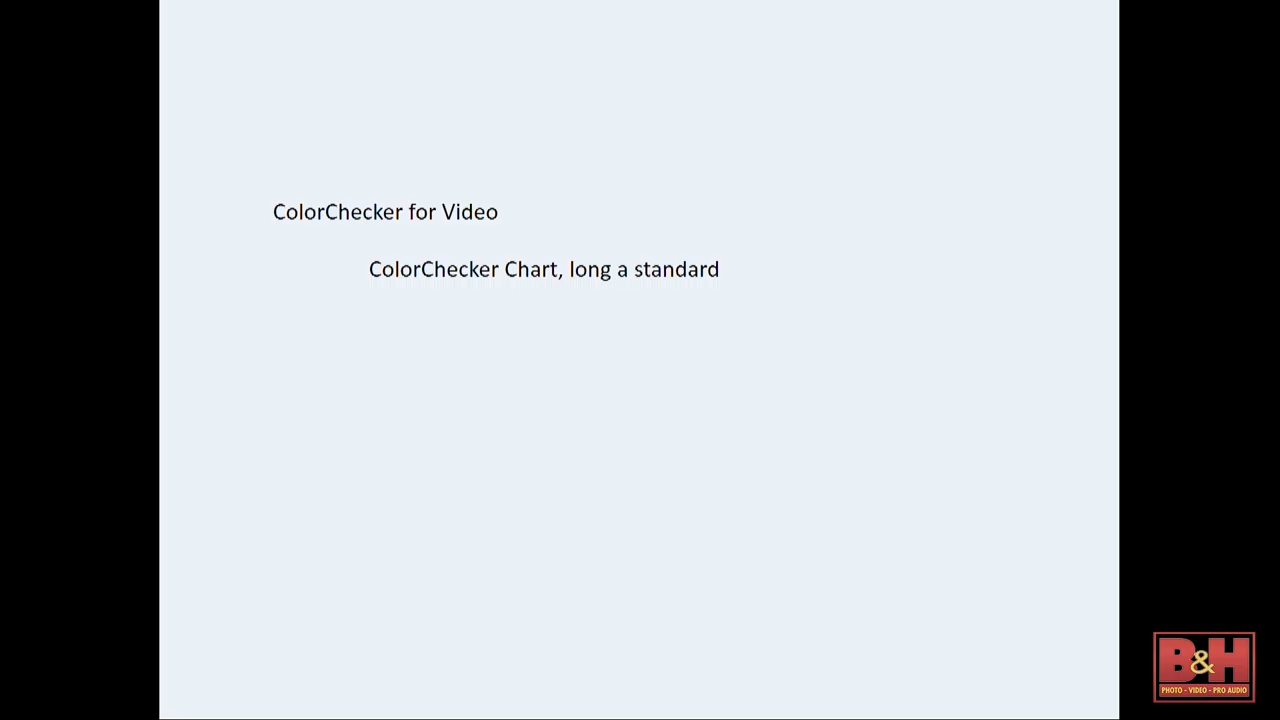 ColorChecker for Video
ColorChecker Chart, long a standard
B&H
PHOTO - VIDEO - PRO AUDIO